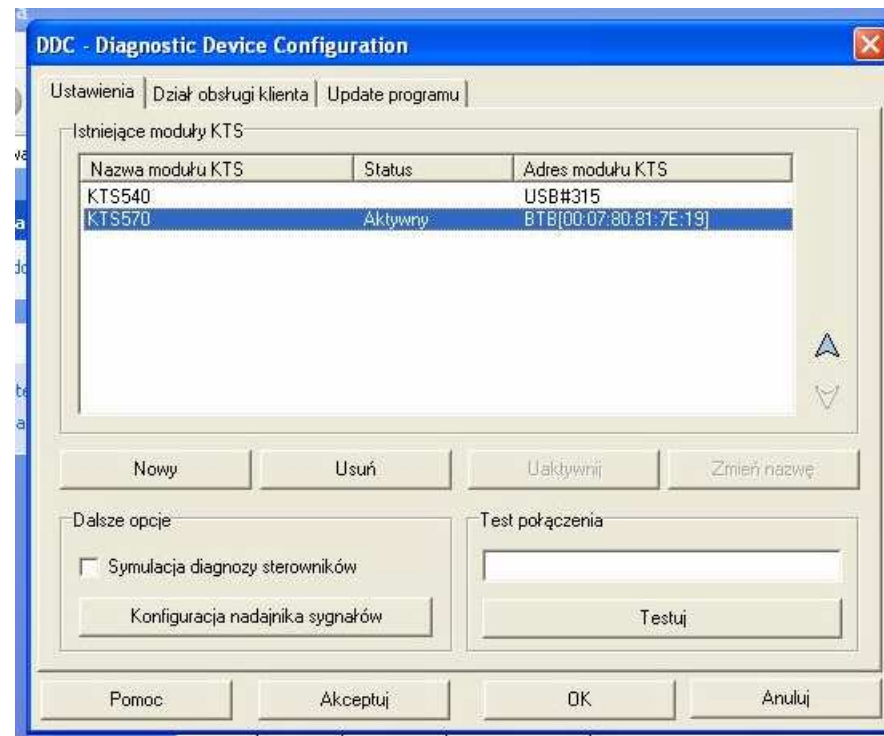 DDC - Diagnostic Device Configuration
Ustawienia Dział obsługi klienta Update programu
Istniejące moduły KTS
Nazwa modułu KTS Status Adres modułu KTS
KTS540 USB#315
KTS570 Aktywny BTB[00:07:80:81:7E:19]
Nowy Usuń Uaktywnij Zmień nazwę
Dalsze opcje Test połączenia
Symulacja diagnozy sterowników
Konfiguracja nadajnika sygnałów Testuj
Pomoc Akceptuj OK Anuluj